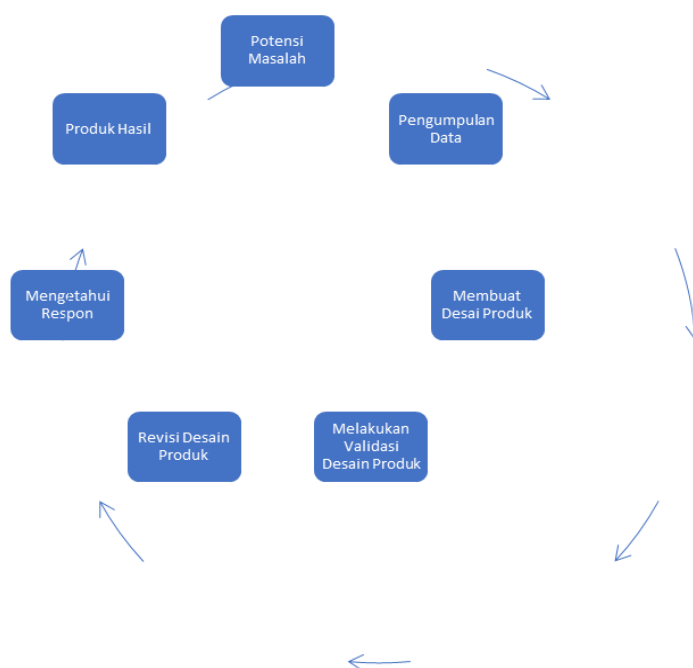 Potensi
Masalah
Pengumpulan
Data
Membuat
Desai Produk
Melakukan
Validasi
Desain Produk
Revisi Desain
Produk
Mengetahui
Respon
Produk Hasil